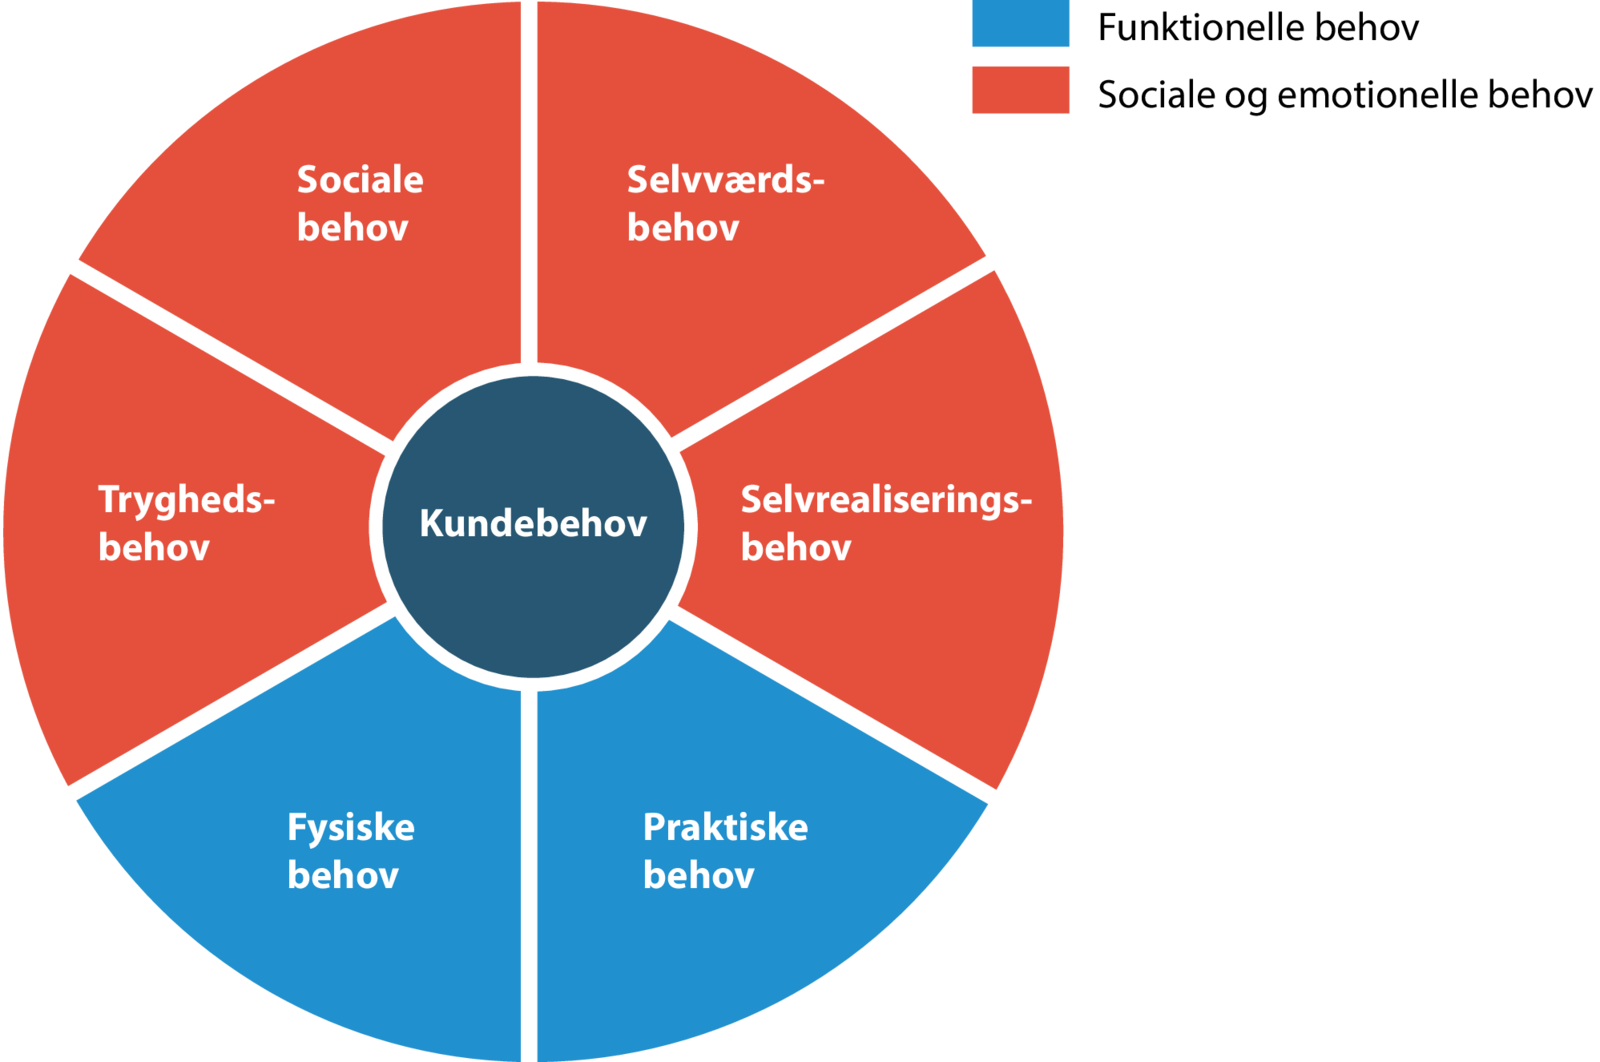 Funktionelle behov
Sociale og emotionelle behov
Sociale
behov
Selvværds-
behov
Trygheds-
behov
Kundebehov
Selvrealiserings-
behov
Fysiske
behov
Praktiske
behov